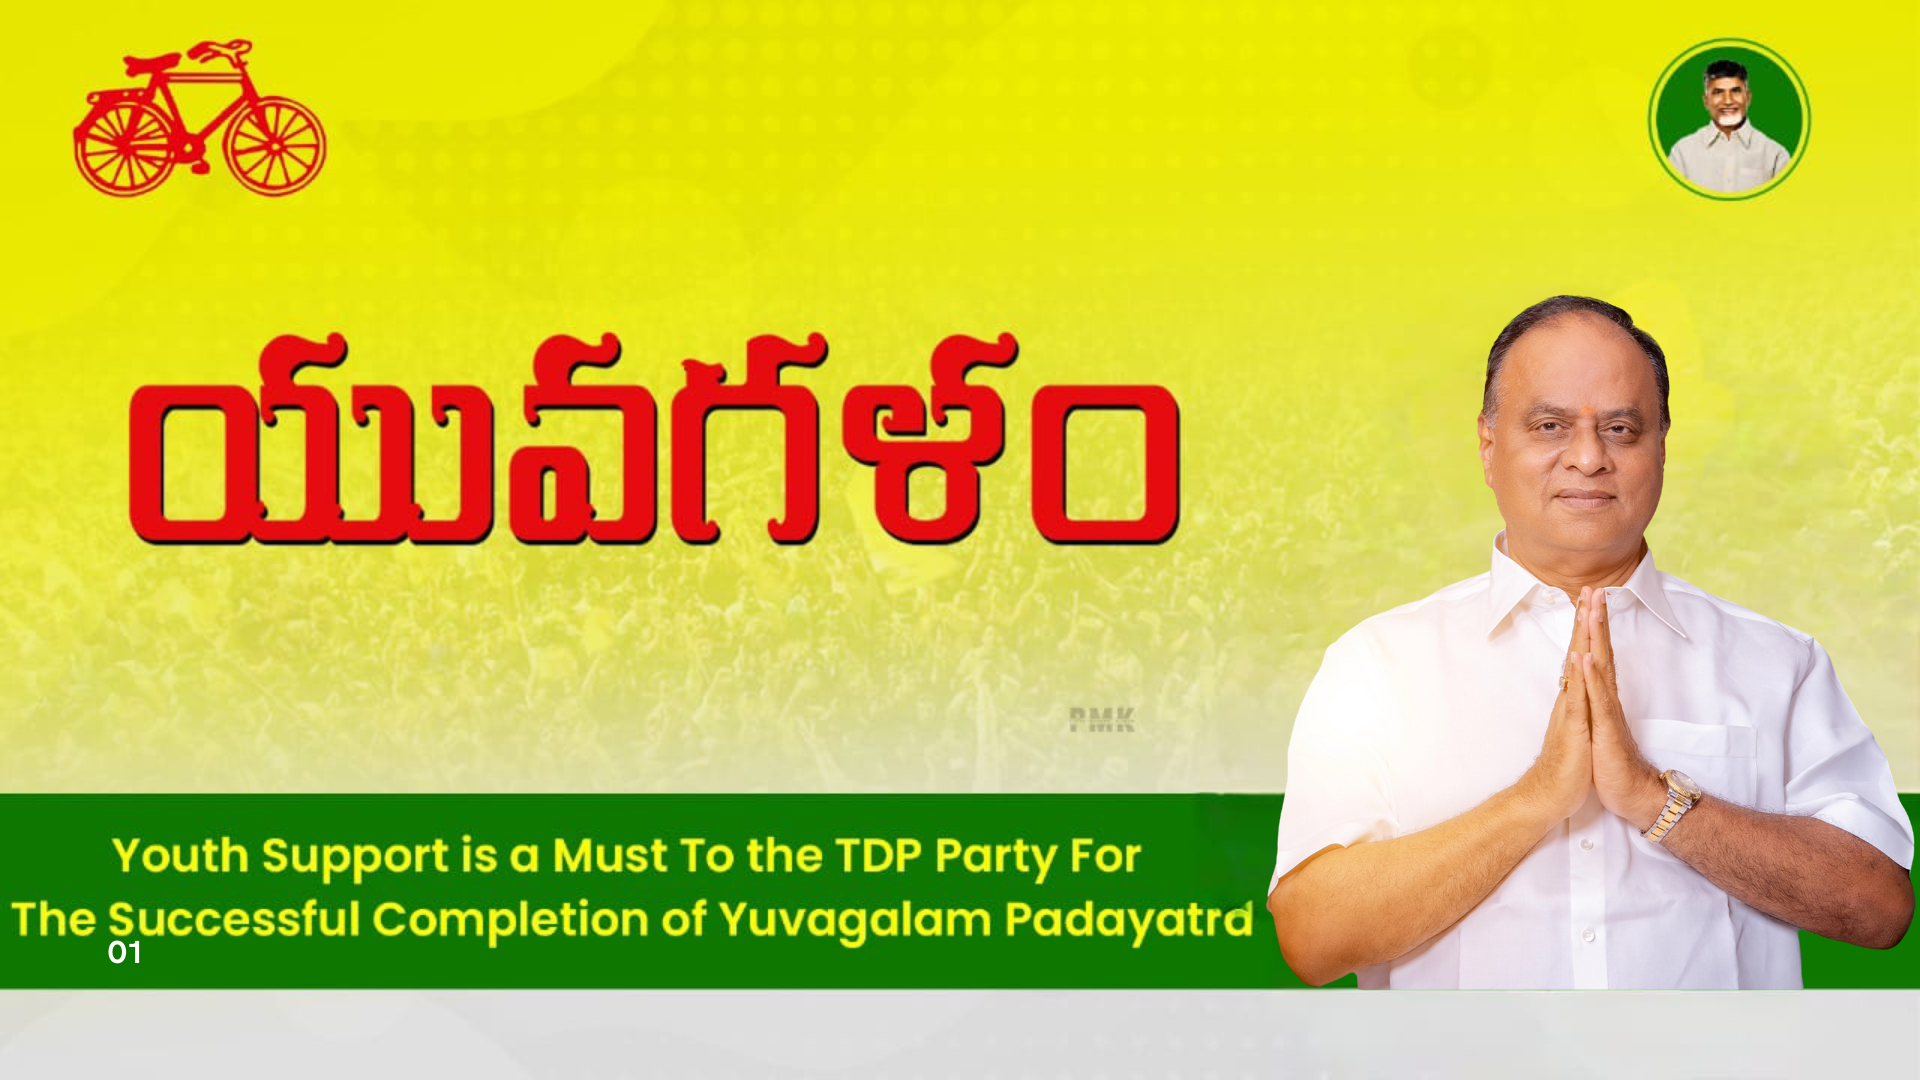 యువగళం
PMK
Youth Support is a Must To the TDP Party For
The Successful Completion of Yuvagalam Padayatra
01